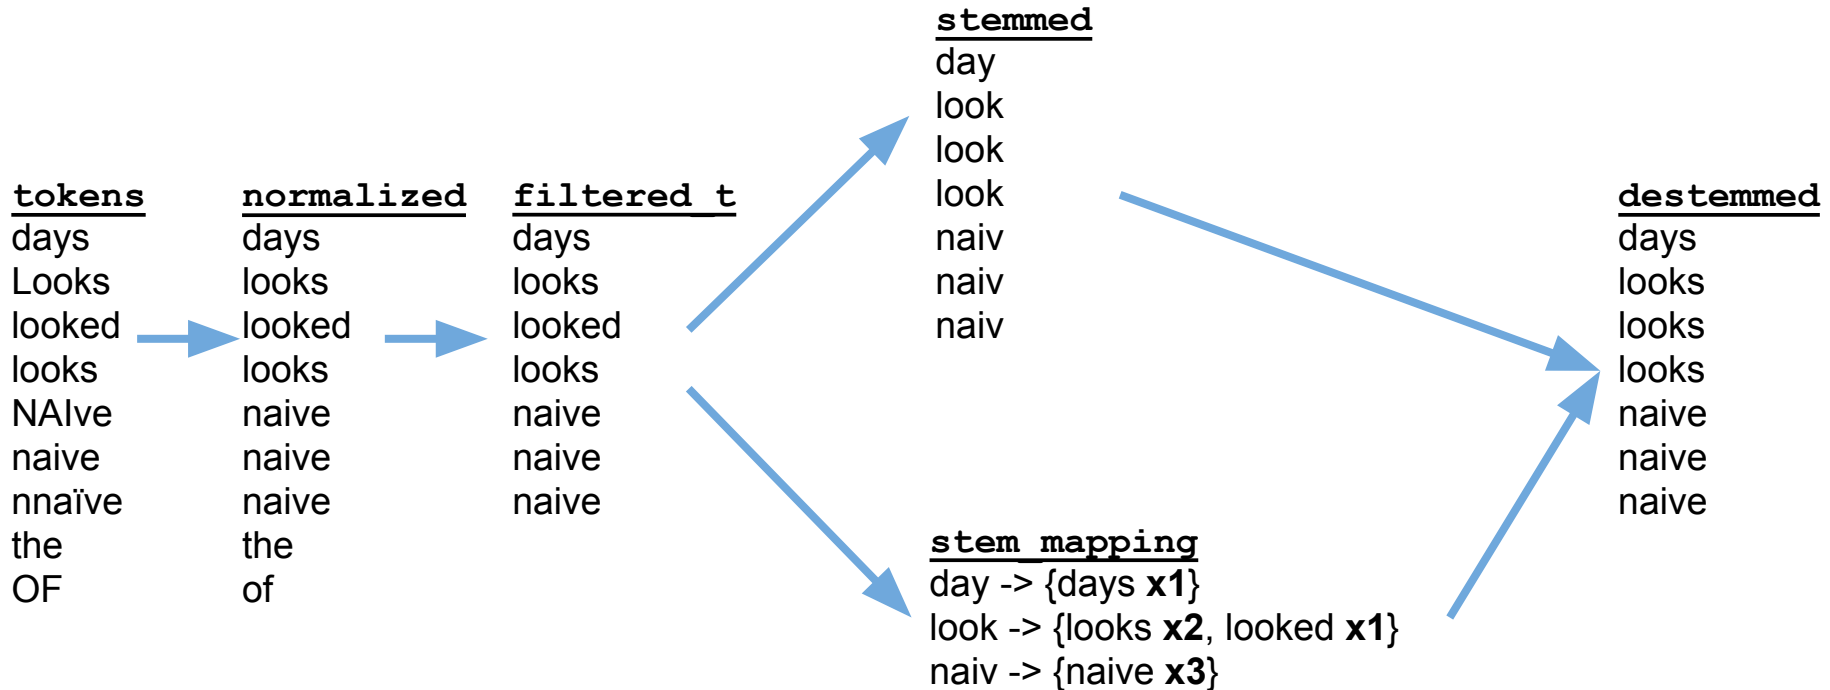 tokens
days
Looks
looked
looks
NAIve
naive
nnaïve
the
OF
normalized
days
looks
looked
looks
naive
naive
naive
the
of
filtered_t
days
looks
looked
looks
naive
naive
naive
stemmed
day
look
look
look
naiv
naiv
naiv
stem_mapping
day -> {days x1}
look -> {looks x2, looked x1}
naiv -> {naive x3}
destemmed
days
looks
looks
looks
naive
naive
naive